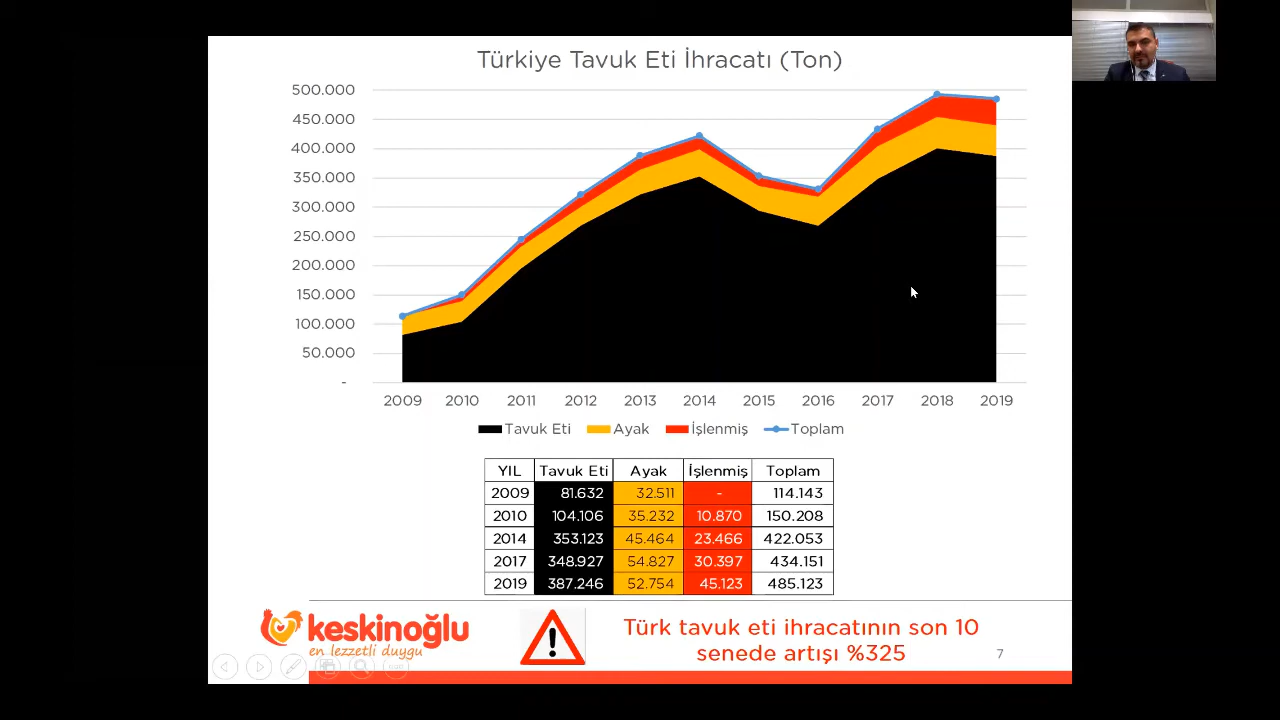 Türkiye Tavuk Eti İhracatı (Ton)
500.000
450.000
400.000
350.000
300.000
250.000
200.000
150.000
100.000
50.000
-
2009 2010 2011 2012 2013 2014 2015 2016 2017 2018 2019
Tavuk Eti Ayak İşlenmiş Toplam
YIL Tavuk Eti Ayak İşlenmiş Toplam
2009 81.632 32.511 - 114.143
2010 104.106 35.232 10.870 150.208
2014 353.123 45.464 23.466 422.053
2017 348.927 54.827 30.397 434.151
2019 387.246 52.754 45.123 485.123
keskinoğlu
en lezzetli duygu
!
Türk tavuk eti ihracatının son 10
senede artışı %325
7